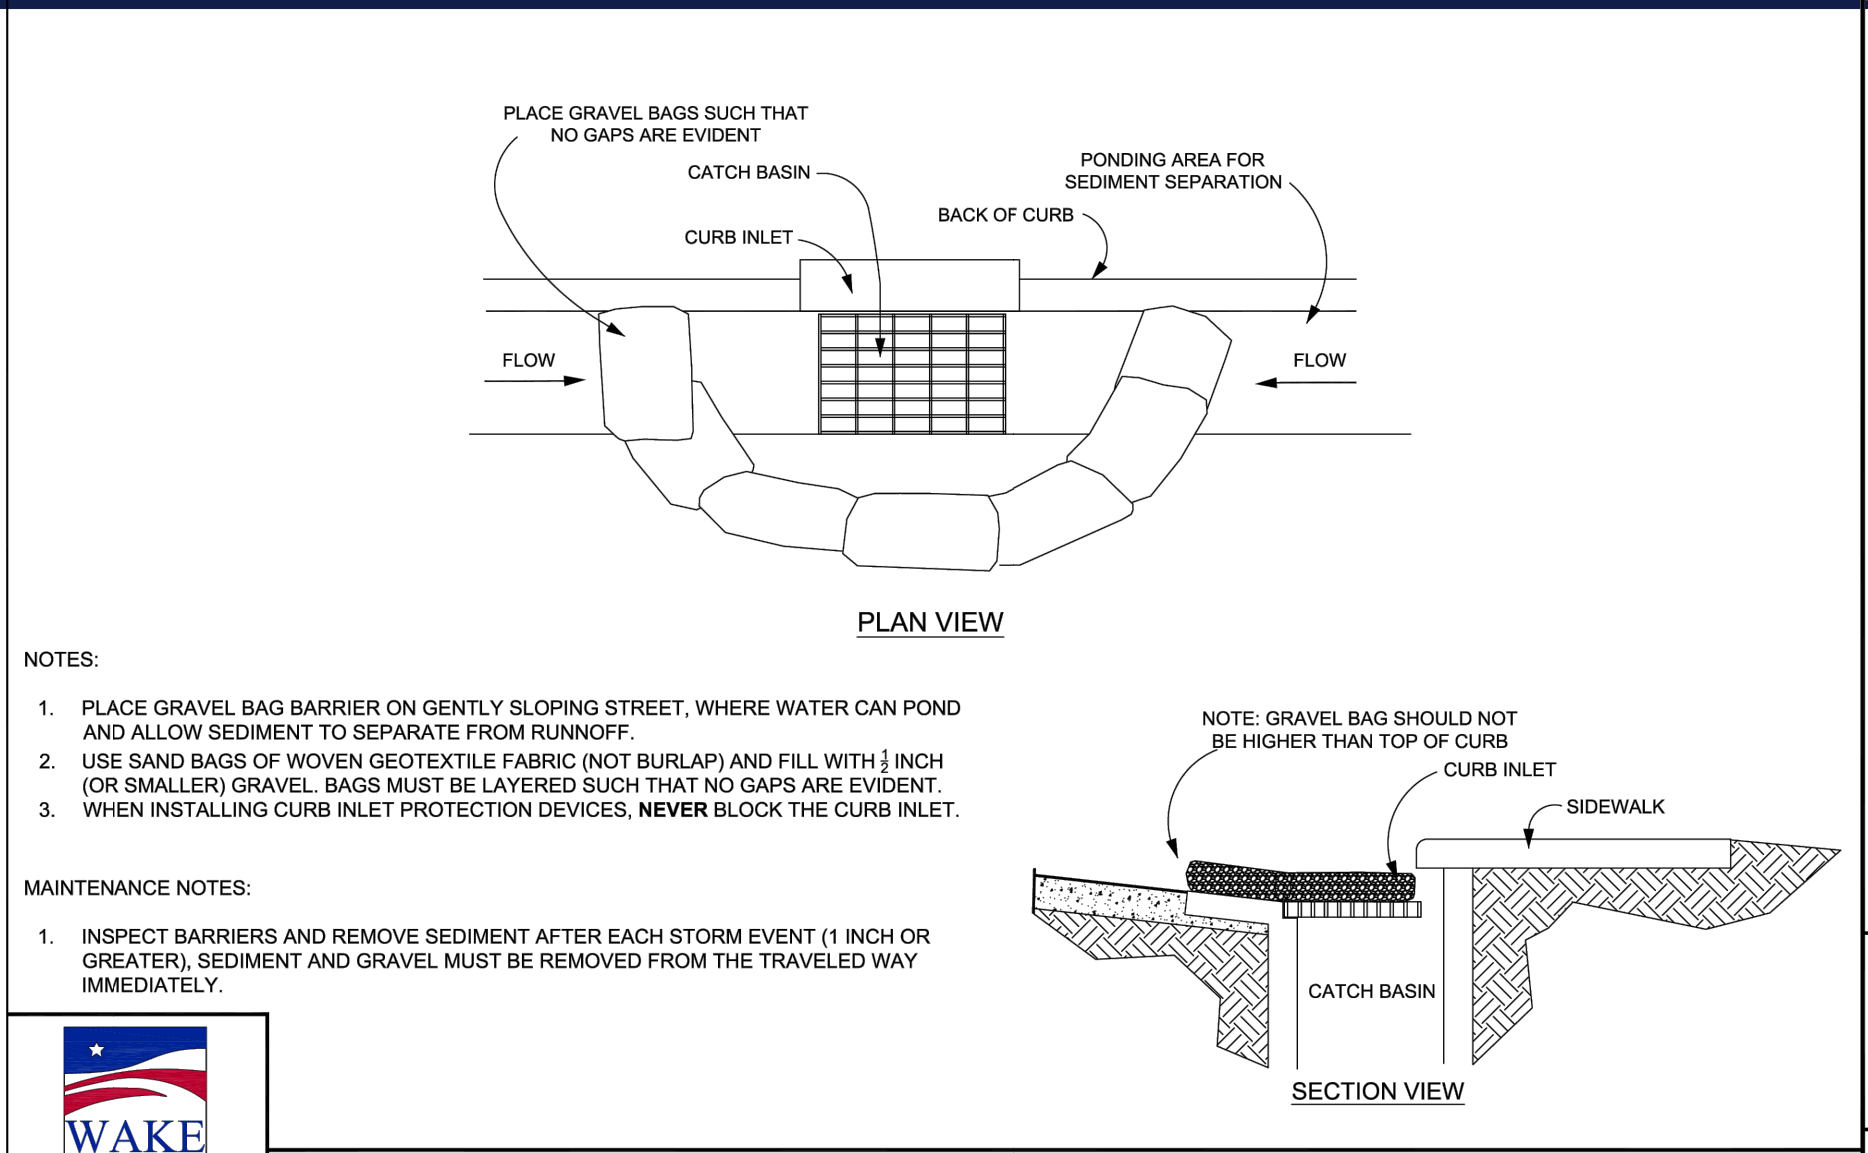 PLACE GRAVEL BAGS SUCH THAT
NO GAPS ARE EVIDENT
CATCH BASIN
PONDING AREA FOR
SEDIMENT SEPARATION
BACK OF CURB
CURB INLET
FLOW
FLOW
PLAN VIEW
NOTES:
1. PLACE GRAVEL BAG BARRIER ON GENTLY SLOPING STREET, WHERE WATER CAN POND
AND ALLOW SEDIMENT TO SEPARATE FROM RUNNOFF.
2. USE SAND BAGS OF WOVEN GEOTEXTILE FABRIC (NOT BURLAP) AND FILL WITH ½ INCH
(OR SMALLER) GRAVEL. BAGS MUST BE LAYERED SUCH THAT NO GAPS ARE EVIDENT.
3. WHEN INSTALLING CURB INLET PROTECTION DEVICES, NEVER BLOCK THE CURB INLET.
MAINTENANCE NOTES:
1. INSPECT BARRIERS AND REMOVE SEDIMENT AFTER EACH STORM EVENT (1 INCH OR
GREATER), SEDIMENT AND GRAVEL MUST BE REMOVED FROM THE TRAVELED WAY
IMMEDIATELY.
NOTE: GRAVEL BAG SHOULD NOT
BE HIGHER THAN TOP OF CURB
CURB INLET
SIDEWALK
CATCH BASIN
SECTION VIEW
WAKE